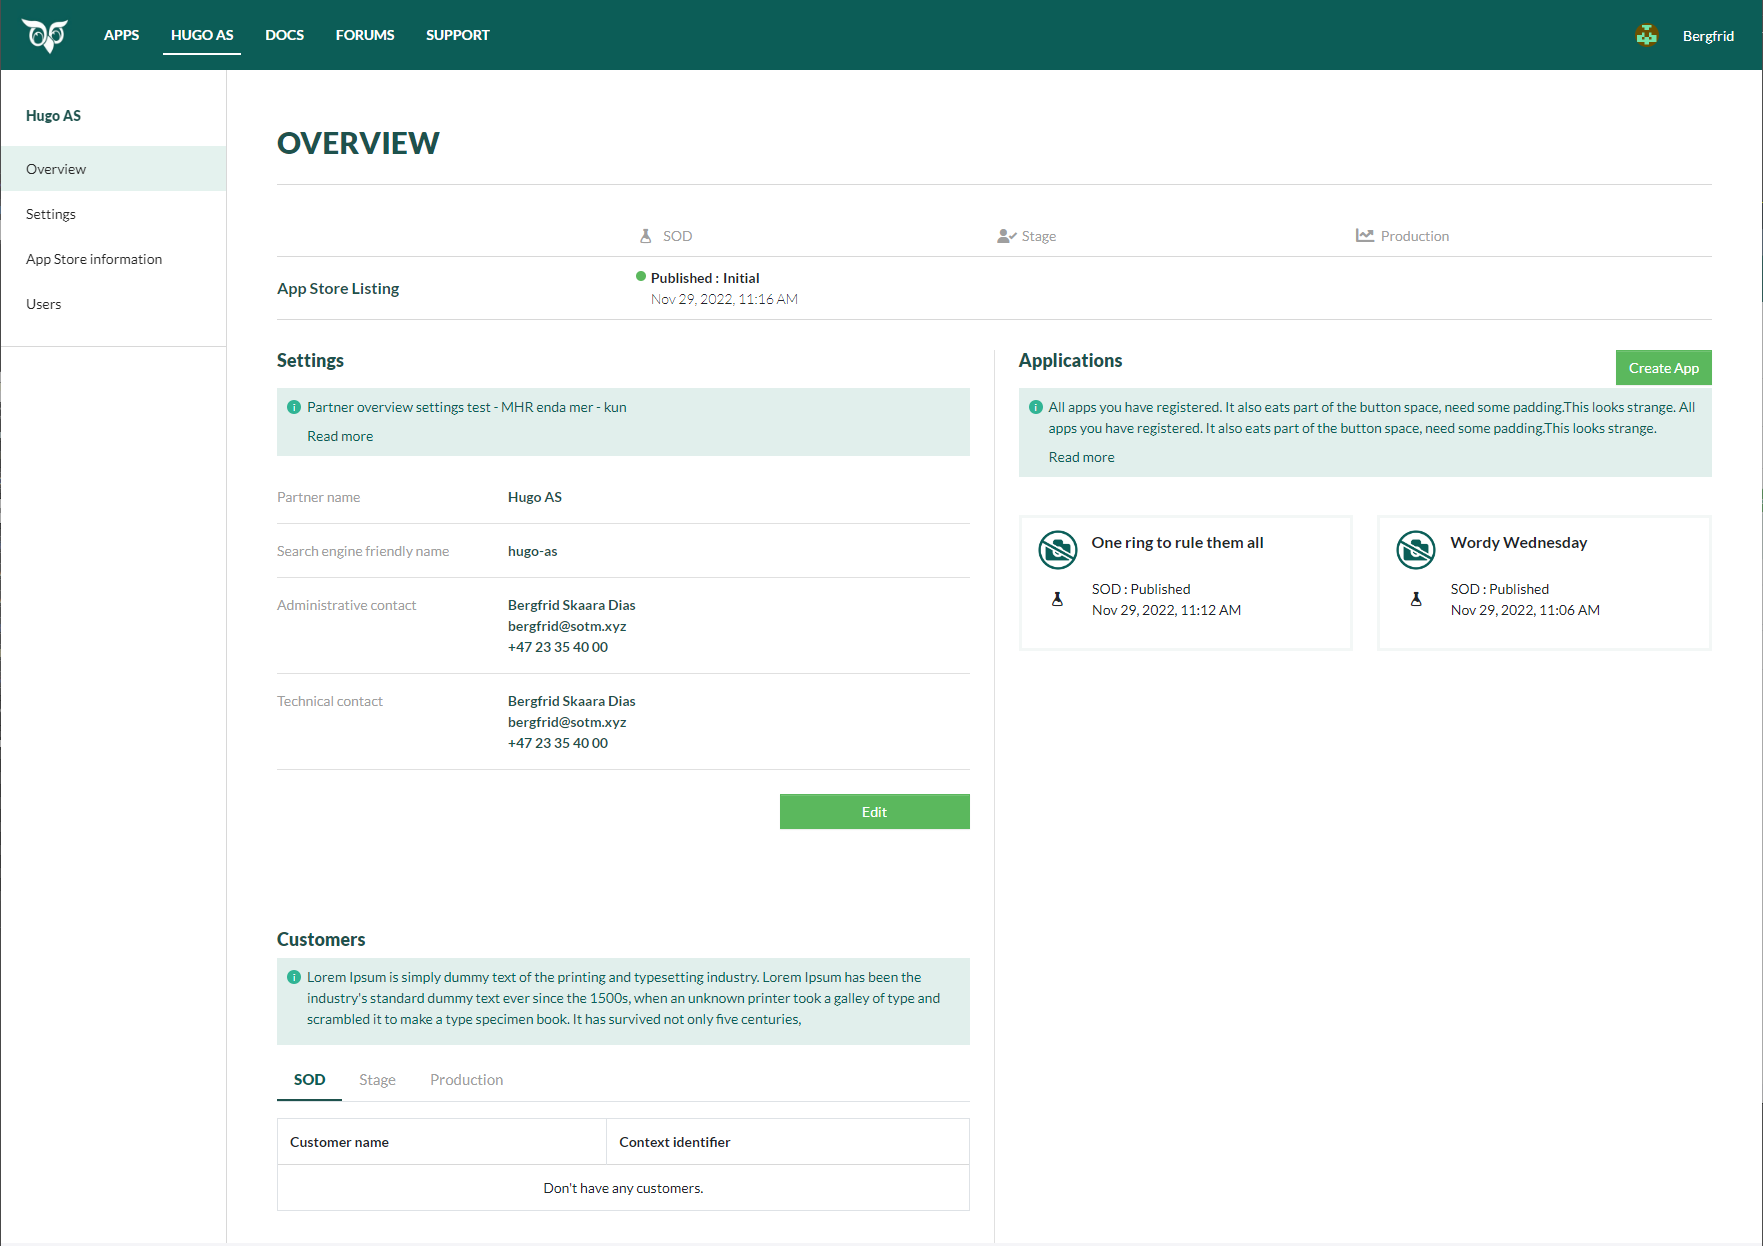 APPS HUGO AS DOCS FORUMS SUPPORT Bergfrid
Hugo AS
Overview
Settings
App Store information
Users
OVERVIEW
SOD Stage Production
App Store Listing
Published : Initial
Nov 29, 2022, 11:16 AM
Settings
Partner overview settings test - MHR enda mer - kun
Read more
Partner name Hugo AS
Search engine friendly name hugo-as
Administrative contact Bergfrid Skaara Dias
bergfrid@sotm.xyz
+47 23 35 40 00
Technical contact Bergfrid Skaara Dias
bergfrid@sotm.xyz
+47 23 35 40 00
Edit
Applications
Create App
All apps you have registered. It also eats part of the button space, need some padding.This looks strange. All
apps you have registered. It also eats part of the button space, need some padding.This looks strange.
Read more
One ring to rule them all
SOD : Published
Nov 29, 2022, 11:12 AM
Wordy Wednesday
SOD : Published
Nov 29, 2022, 11:06 AM
Customers
Lorem Ipsum is simply dummy text of the printing and typesetting industry. Lorem Ipsum has been the
industry's standard dummy text ever since the 1500s, when an unknown printer took a galley of type and
scrambled it to make a type specimen book. It has survived not only five centuries,
SOD Stage Production
Customer name Context identifier
Don't have any customers.